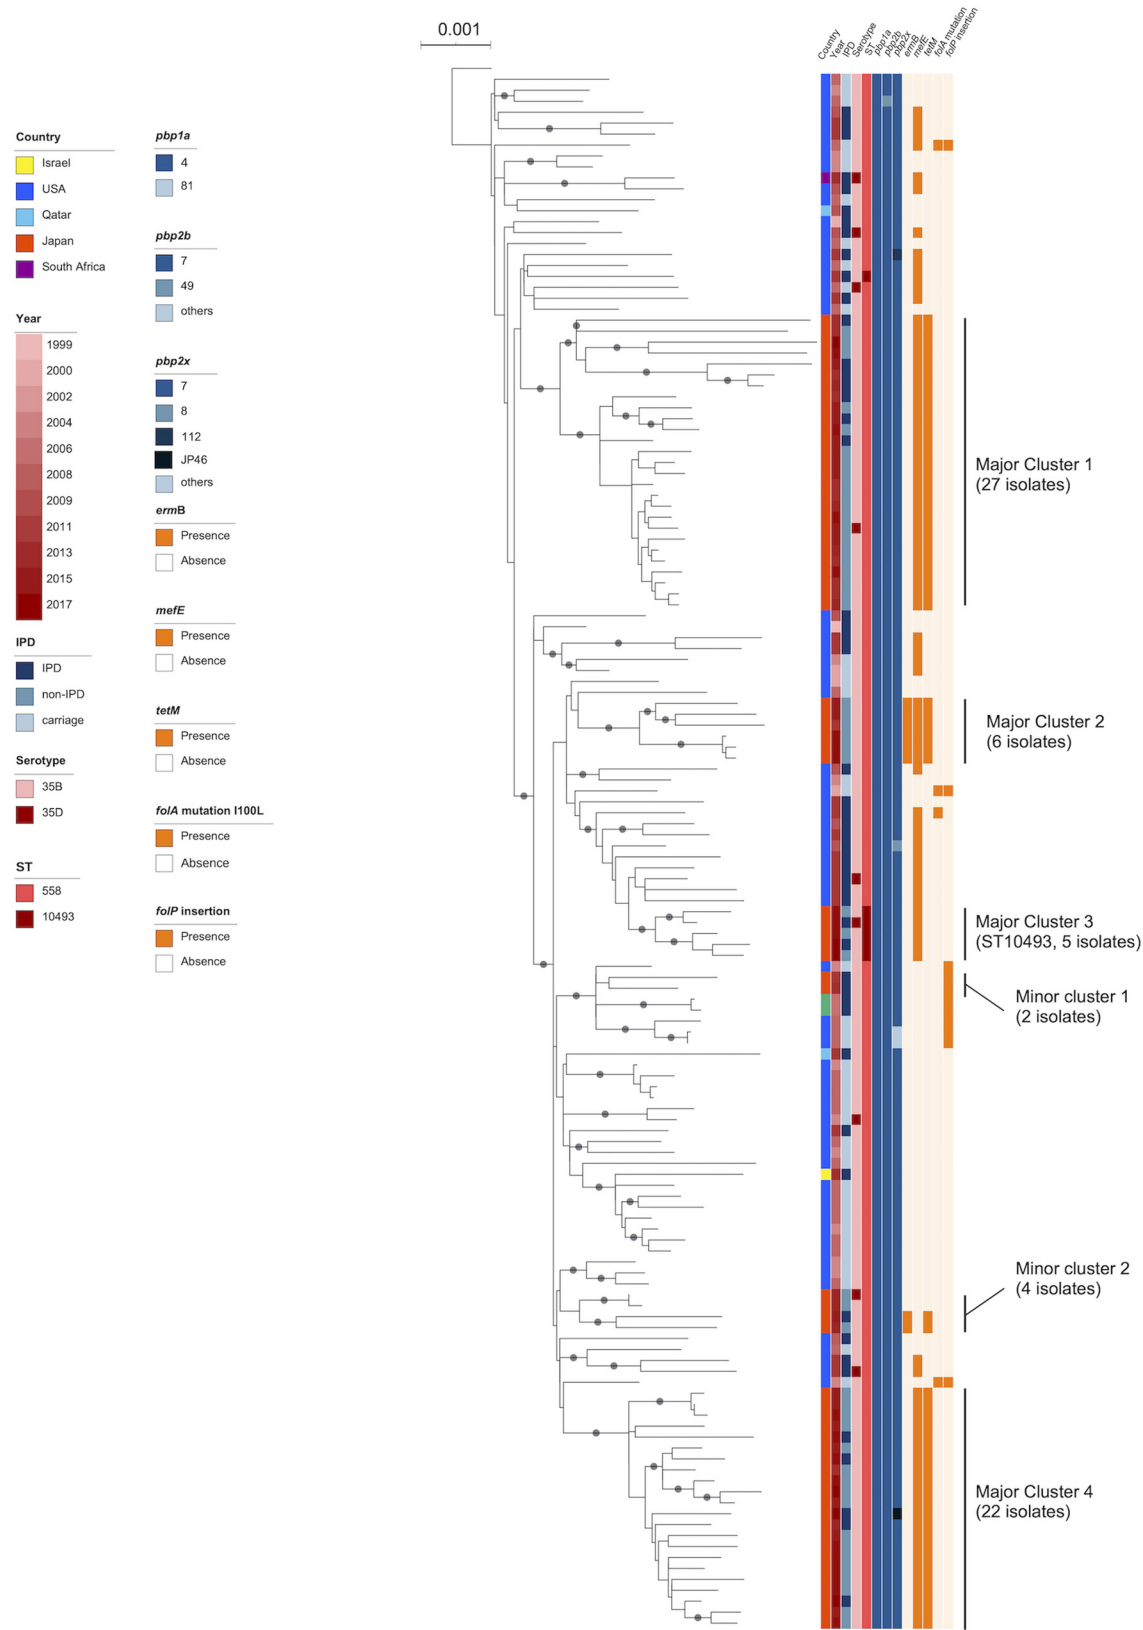 0.001
Country
Year
IPD
Serotype
ST
pbp1a
pbp2b
pbp2x
ermB
mefE
tetM
folA mutation
folP insertion
Country
Israel
USA
Qatar
Japan
South Africa
Year
1999
2000
2002
2004
2006
2008
2009
2011
2013
2015
2017
IPD
IPD
non-IPD
carriage
Serotype
35B
35D
ST
558
10493
pbp1a
4
81
pbp2b
7
49
others
pbp2x
7
8
112
JP46
others
ermB
Presence
Absence
mefE
Presence
Absence
tetM
Presence
Absence
folA mutation I100L
Presence
Absence
folP insertion
Presence
Absence
Major Cluster 1
(27 isolates)
Major Cluster 2
(6 isolates)
Major Cluster 3
(ST10493, 5 isolates)
Minor cluster 1
(2 isolates)
Minor cluster 2
(4 isolates)
Major Cluster 4
(22 isolates)